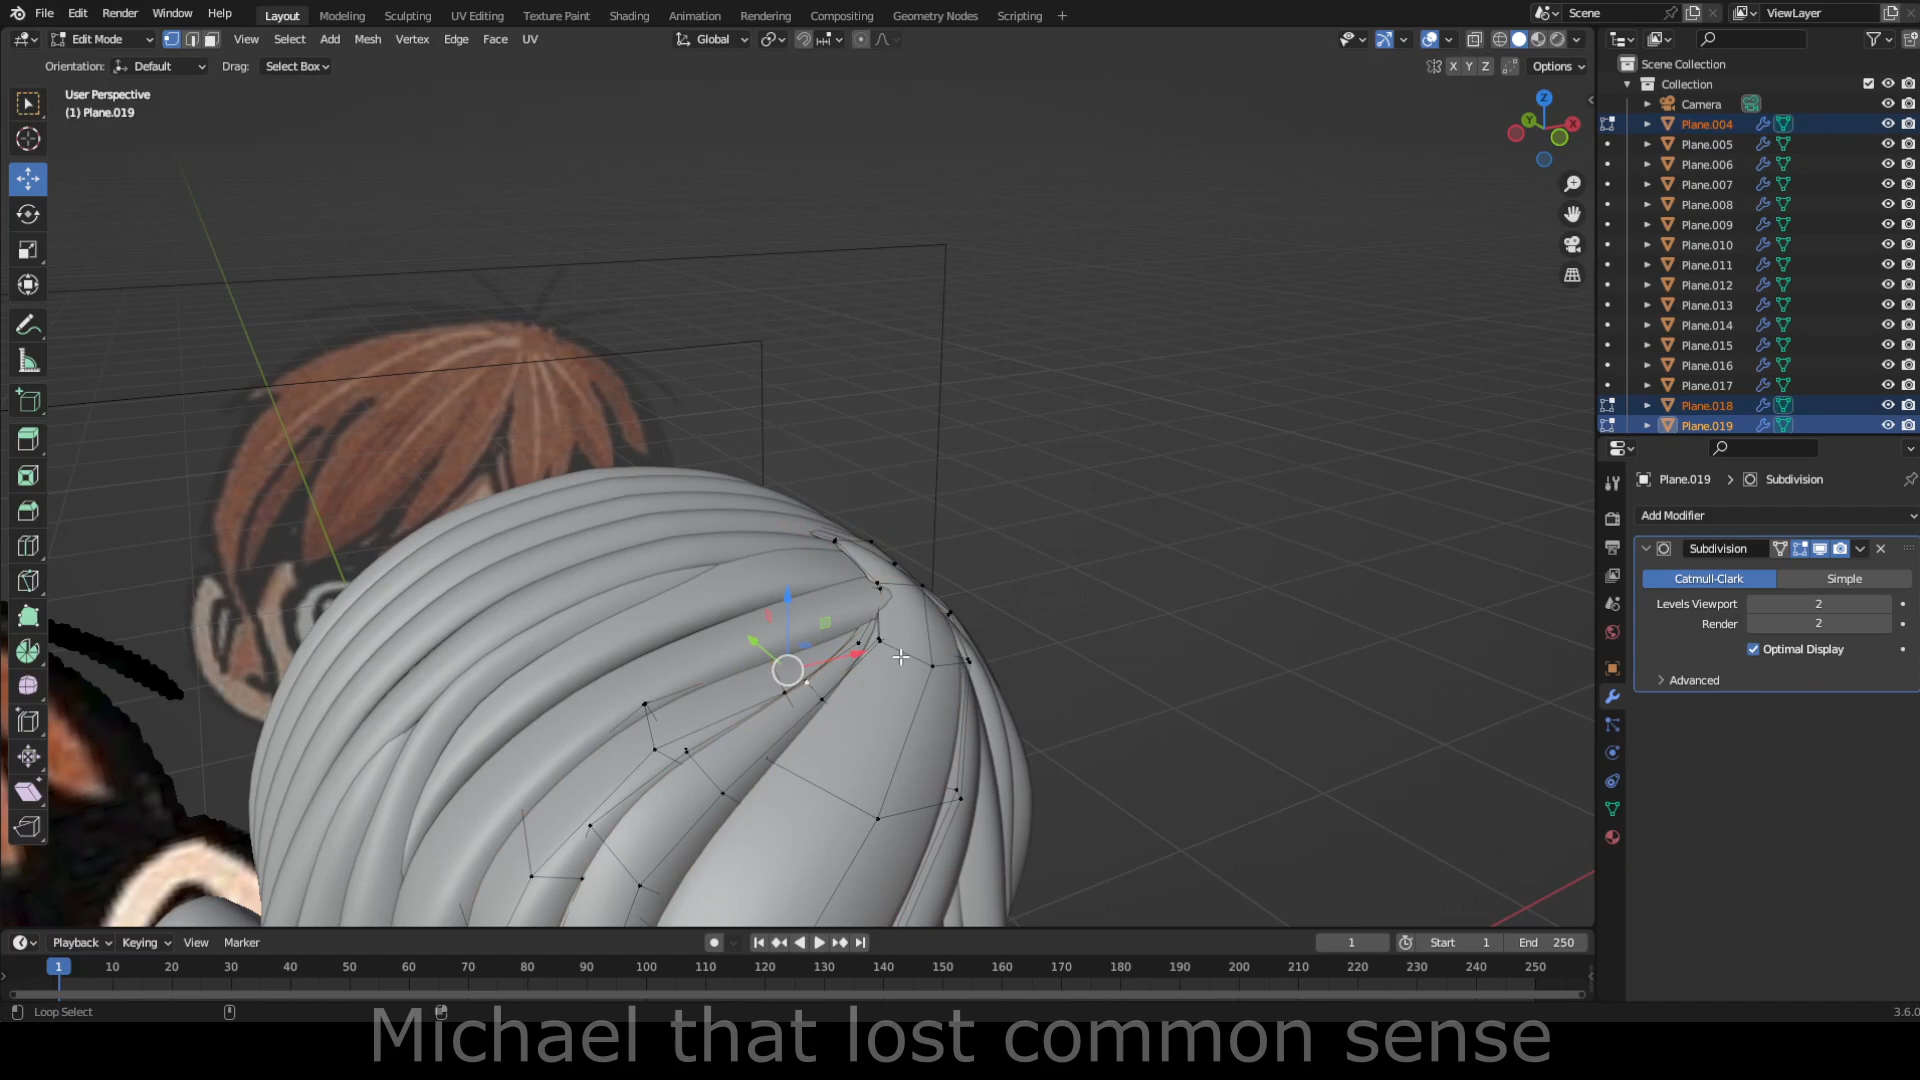 File Edit Render Window Help Layout Modeling Sculpting UV Editing Texture Paint Shading Animation Rendering Compositing Geometry Nodes Scripting + Scene ViewLayer
Edit Mode View Select Add Mesh Vertex Edge Face UV Global
Orientation: Default Drag: Select Box X Y Z Options
User Perspective
(1) Plane.019
Z
Y
X
Scene Collection
Collection
Camera
Plane.004
Plane.005
Plane.006
Plane.007
Plane.008
Plane.009
Plane.010
Plane.011
Plane.012
Plane.013
Plane.014
Plane.015
Plane.016
Plane.017
Plane.018
Plane.019
Plane.019 Subdivision
Add Modifier
Subdivision
Catmull-Clark Simple
Levels Viewport 2
Render 2
Optimal Display
Advanced
Playback Keying View Marker 1 Start 1 End 250
1 10 20 30 40 50 60 70 80 90 100 110 120 130 140 150 160 170 180 190 200 210 220 230 240 250
Loop Select 3.6.0
Michael that lost common sense